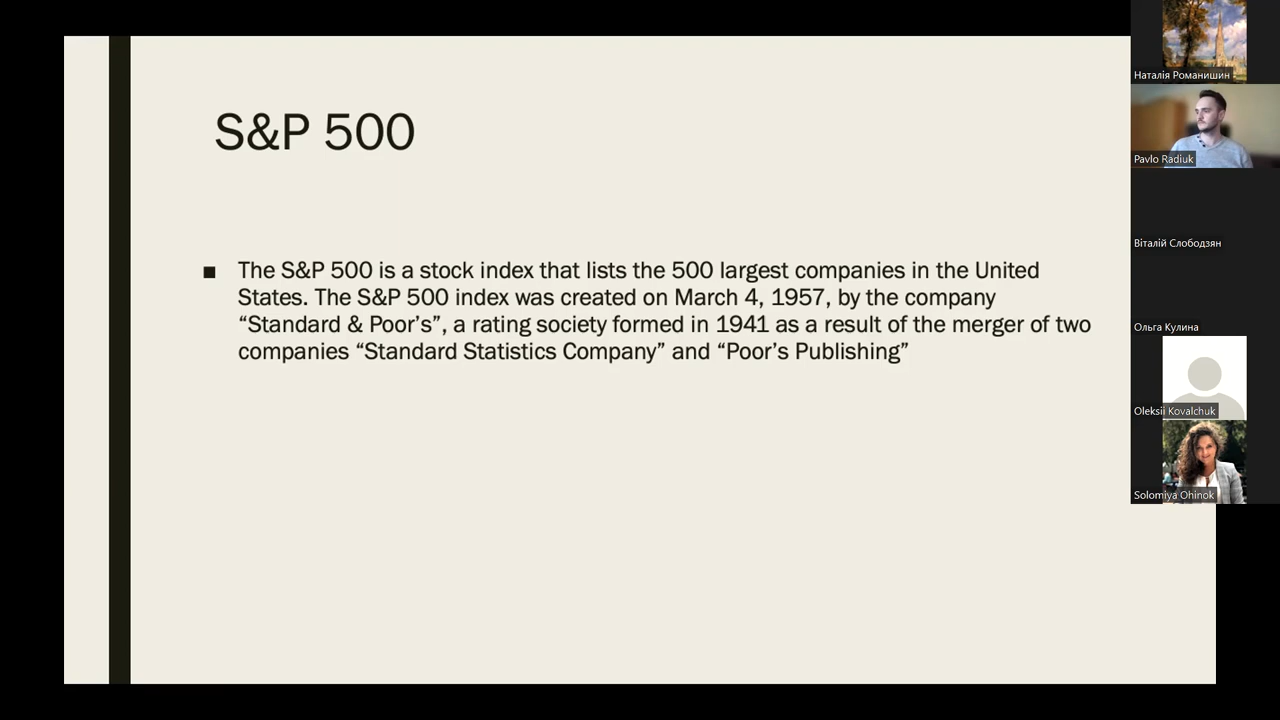 S&P 500
■ The S&P 500 is a stock index that lists the 500 largest companies in the United
States. The S&P 500 index was created on March 4, 1957, by the company
“Standard & Poor’s”, a rating society formed in 1941 as a result of the merger of two
companies “Standard Statistics Company” and “Poor’s Publishing”
Наталія Романишин
Pavlo Radiuk
Віталій Слободзян
Ольга Кулина
Oleksii Kovalchuk
Solomiya Ohinok